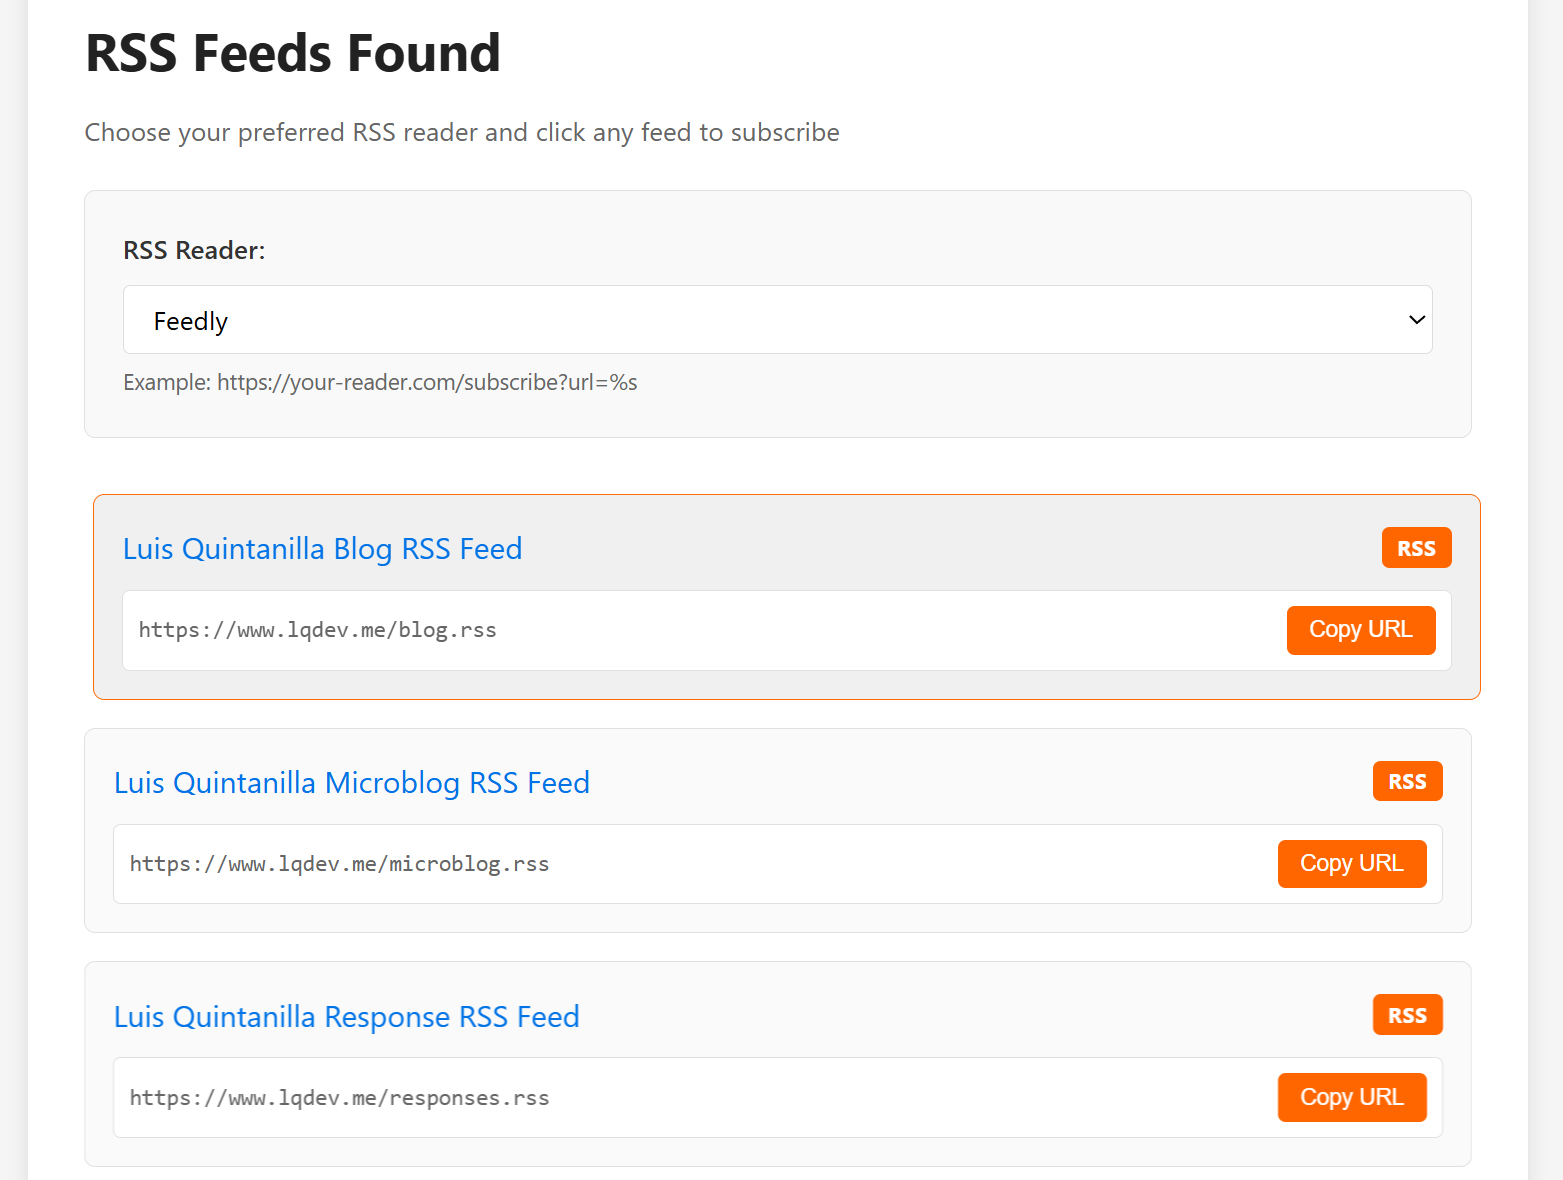 RSS Feeds Found
Choose your preferred RSS reader and click any feed to subscribe
RSS Reader:
Feedly
Example: https://your-reader.com/subscribe?url=%s
Luis Quintanilla Blog RSS Feed
RSS
https://www.lqdev.me/blog.rss
Copy URL
Luis Quintanilla Microblog RSS Feed
RSS
https://www.lqdev.me/microblog.rss
Copy URL
Luis Quintanilla Response RSS Feed
RSS
https://www.lqdev.me/responses.rss
Copy URL